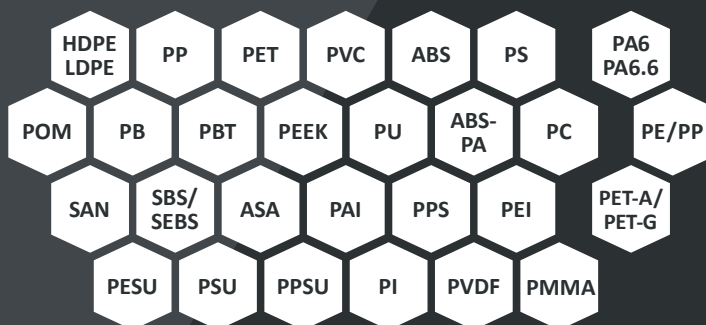 HDPE
LDPE
PP
PET
PVC
ABS
PS
PA6
PA6.6
POM
PB
PBT
PEEK
PU
ABS-
PA
PC
PE/PP
SAN
SBS/
SEBS
ASA
PAI
PPS
PEI
PET-A/
PET-G
PESU
PSU
PPSU
PI
PVDF
PMMA